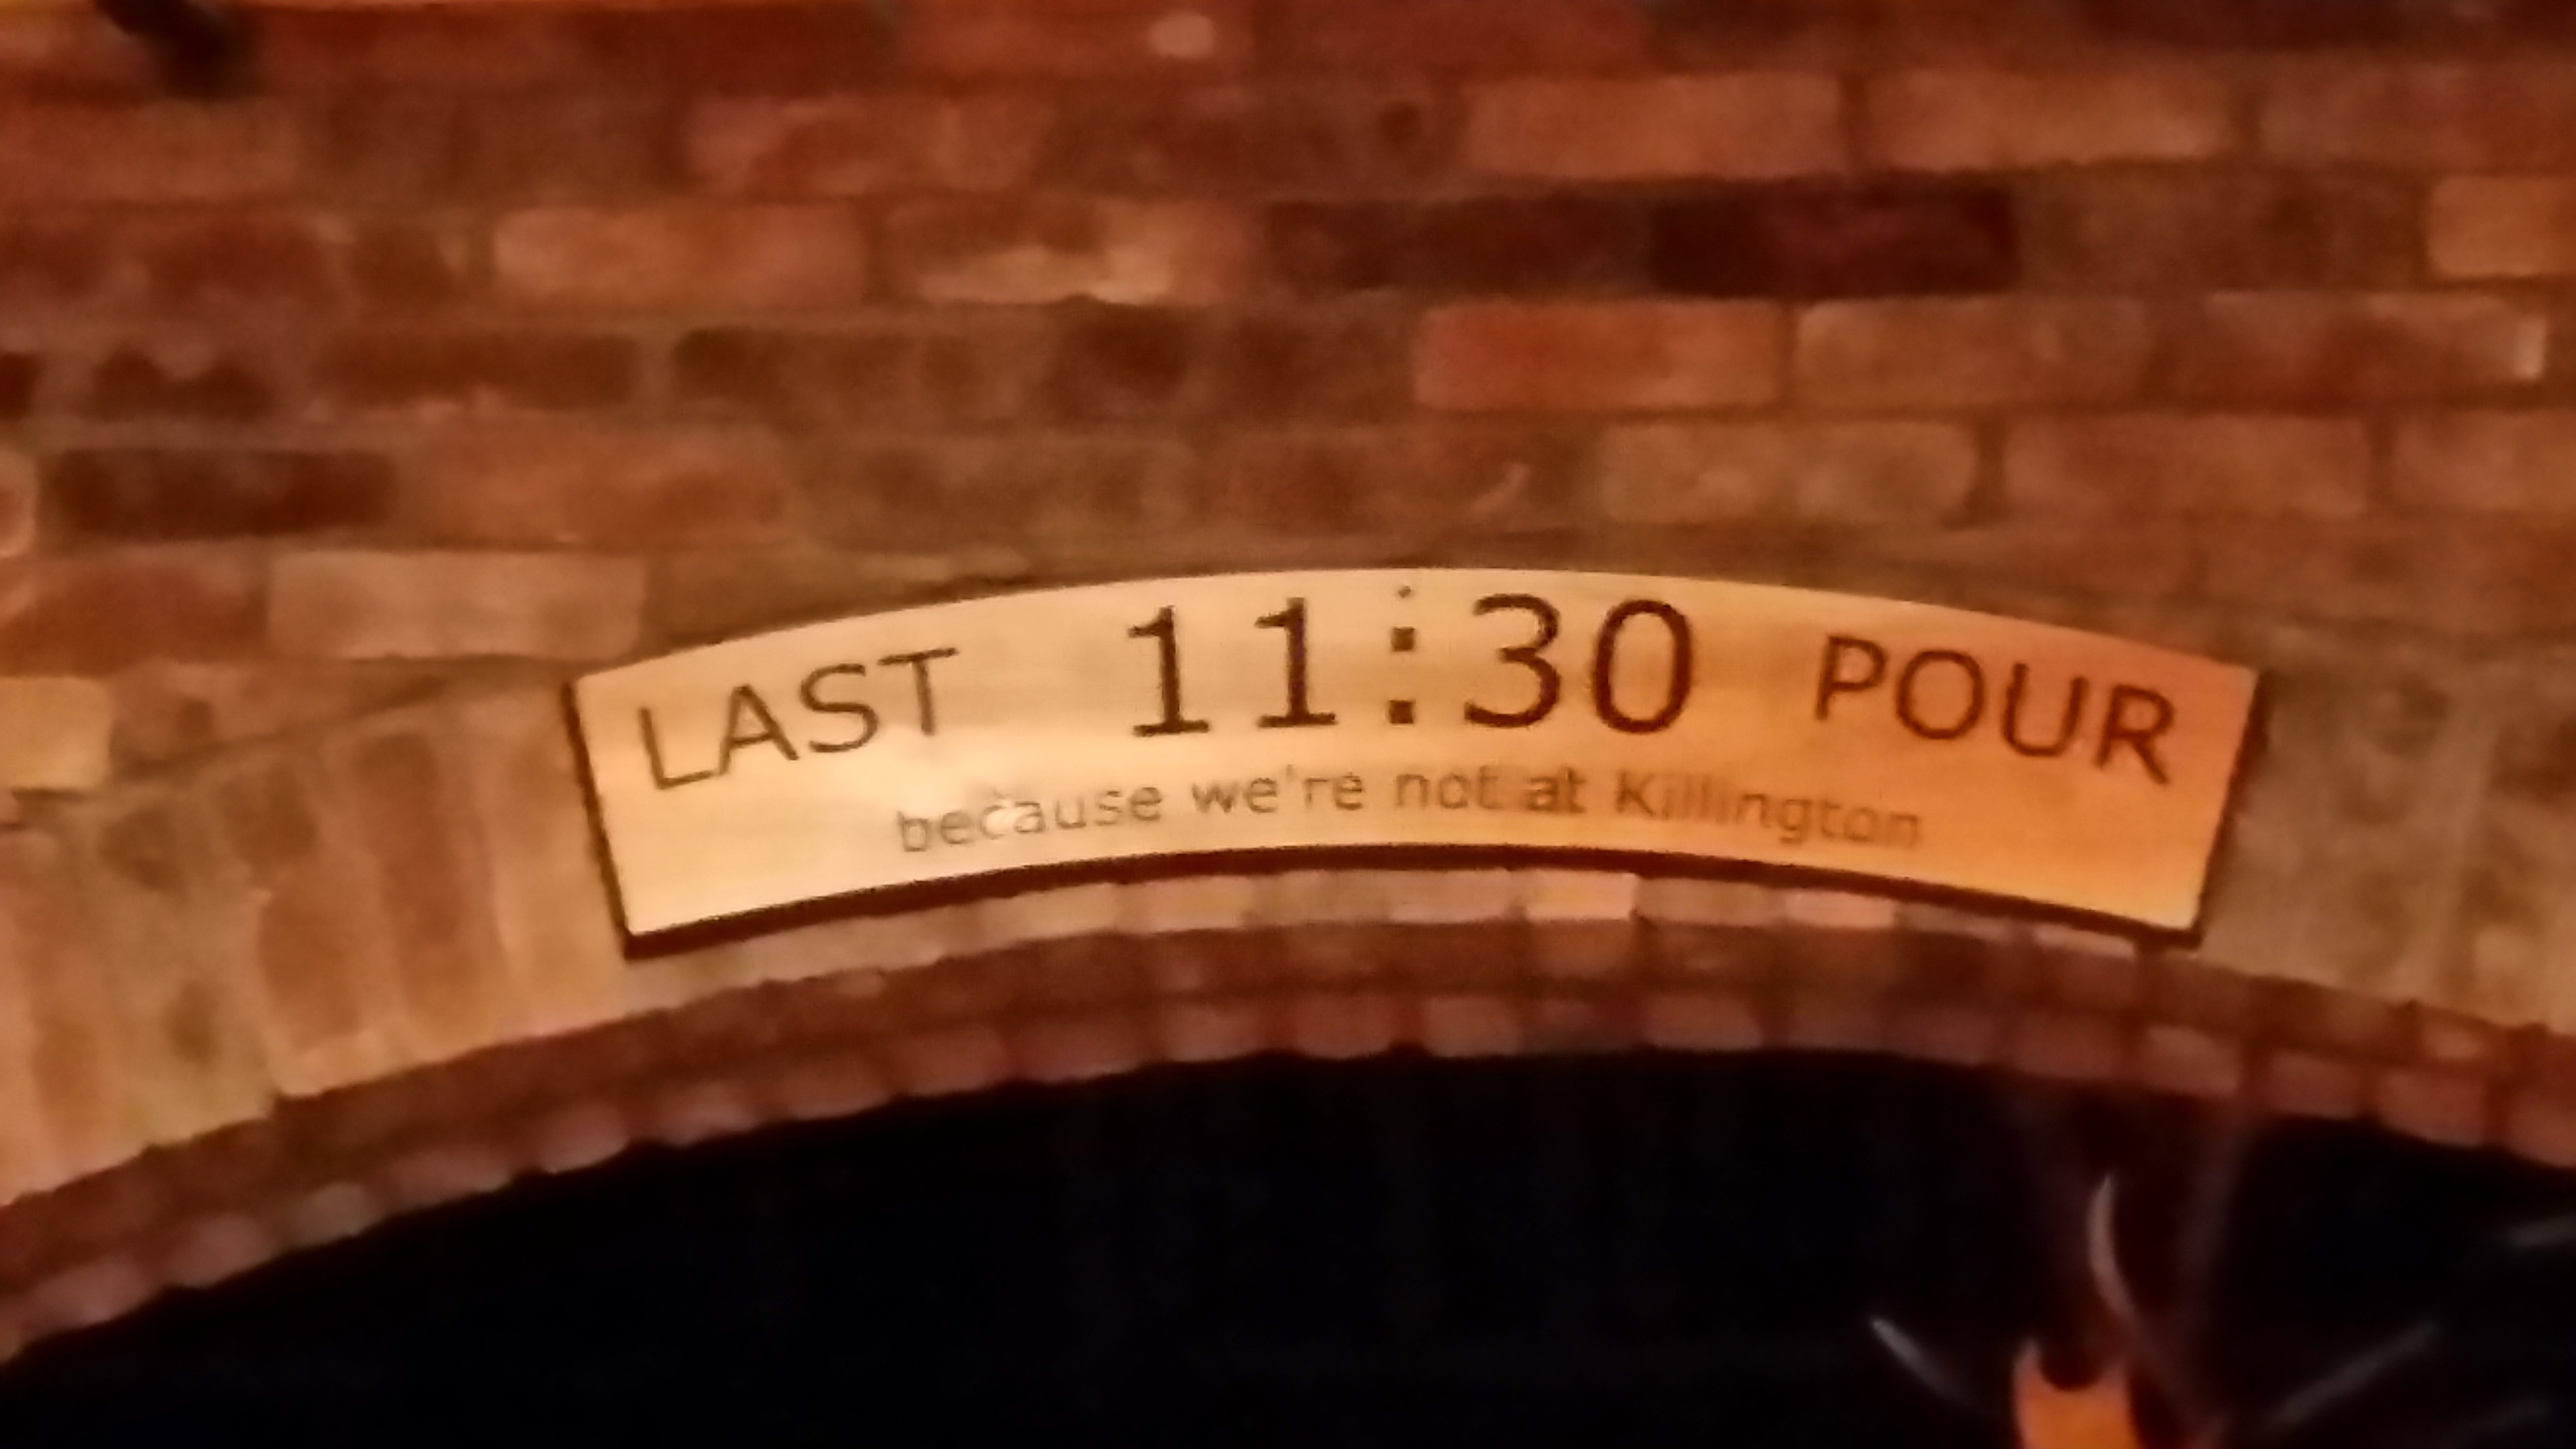 LAST 11:30 POUR
because we're not at Killington